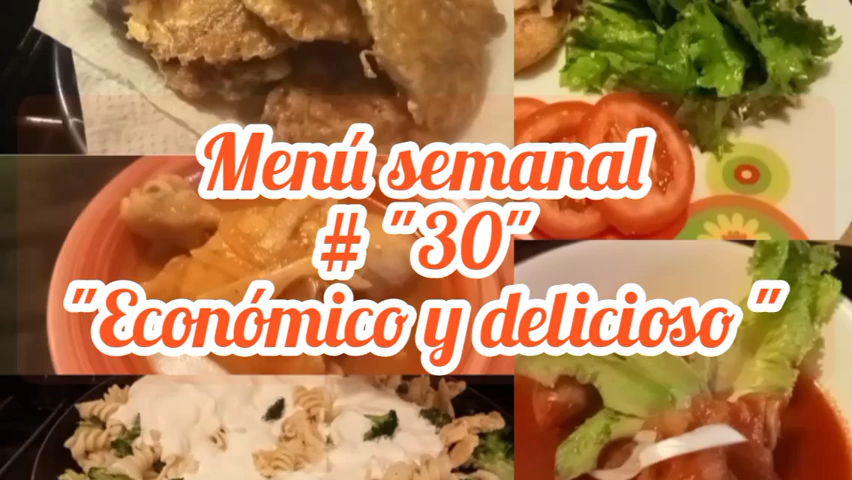 Menú semanal
# "30"
"Económico y delicioso "